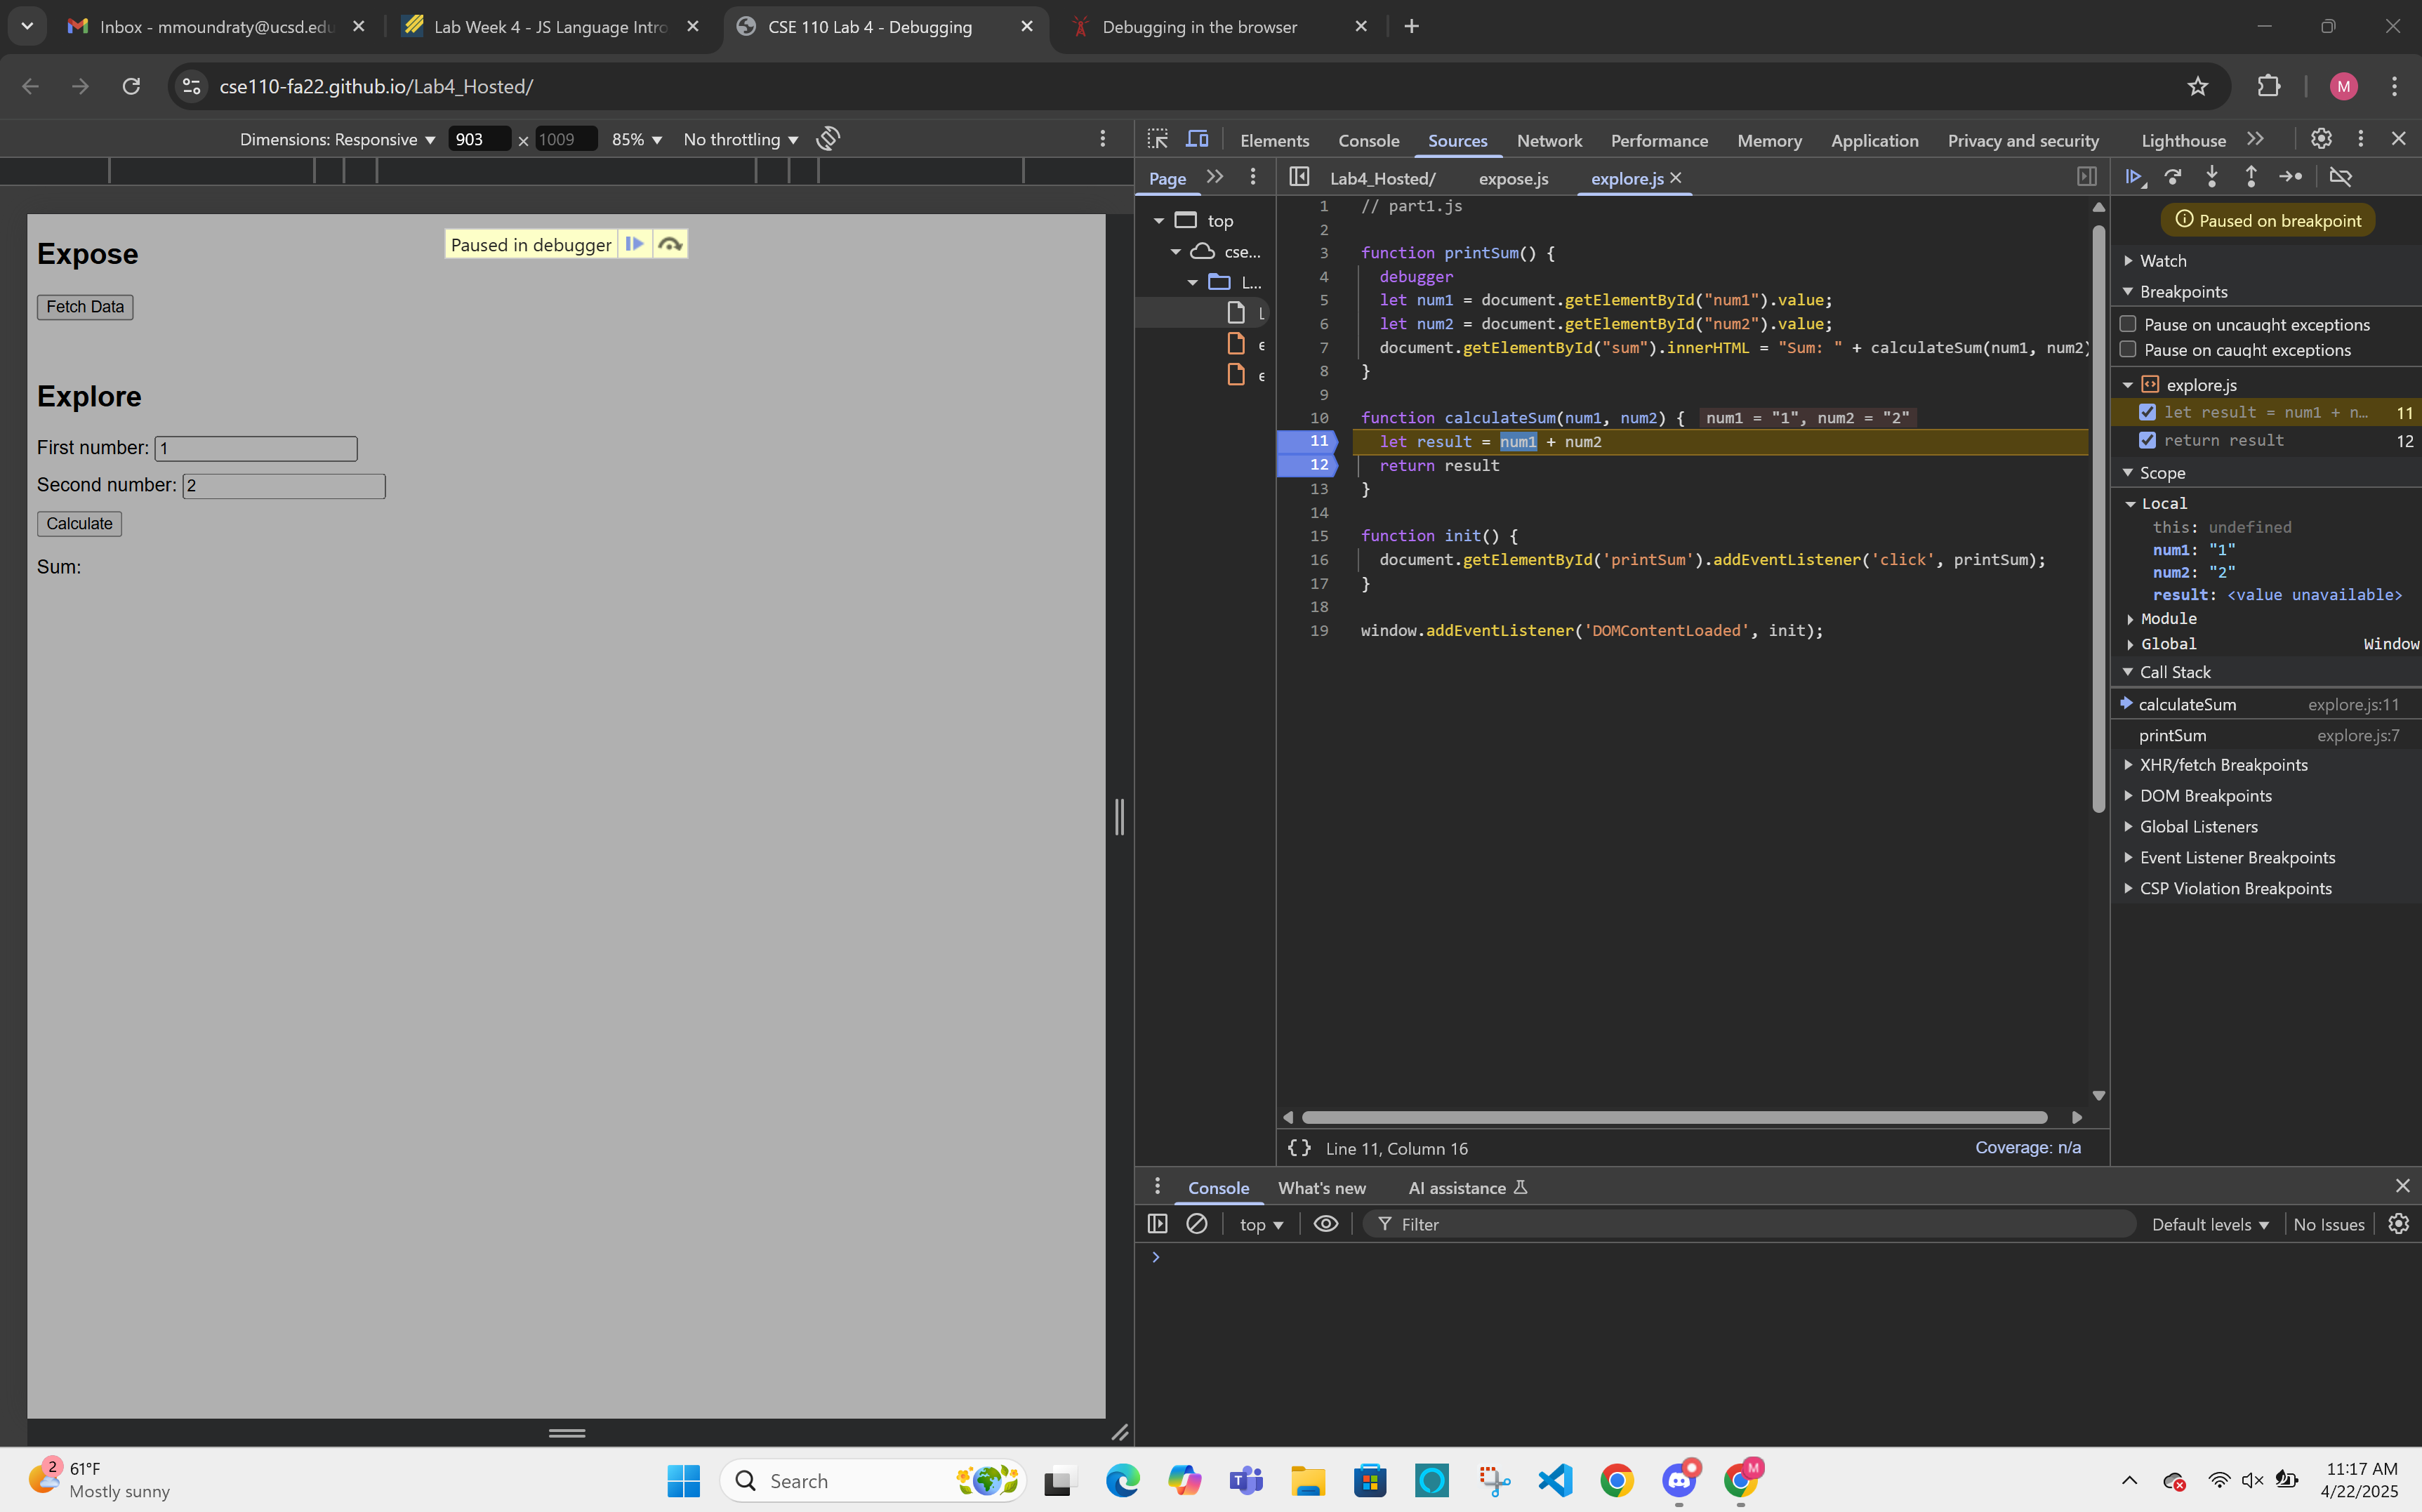 Inbox - mmoundraty@ucsd.edu
Lab Week 4 - JS Language Intro
CSE 110 Lab 4 - Debugging
Debugging in the browser
cse110-fa22.github.io/Lab4_Hosted/
M
Dimensions: Responsive 903 × 1009 85% No throttling
Elements Console Sources Network Performance Memory Application Privacy and security Lighthouse
Page
Lab4_Hosted/ expose.js explore.js
top
cse...
L...
L
e
e
Expose
Paused in debugger
Fetch Data
Explore
First number: 1
Second number: 2
Calculate
Sum:
1 // part1.js
2
3 function printSum() {
4 debugger
5 let num1 = document.getElementById("num1").value;
6 let num2 = document.getElementById("num2").value;
7 document.getElementById("sum").innerHTML = "Sum: " + calculateSum(num1, num2)
8 }
9
10 function calculateSum(num1, num2) { num1 = "1", num2 = "2"
11 let result = num1 + num2
12 return result
13 }
14
15 function init() {
16 document.getElementById('printSum').addEventListener('click', printSum);
17 }
18
19 window.addEventListener('DOMContentLoaded', init);
{ } Line 11, Column 16 Coverage: n/a
Paused on breakpoint
Watch
Breakpoints
Pause on uncaught exceptions
Pause on caught exceptions
explore.js
let result = num1 + n… 11
return result 12
Scope
Local
this: undefined
num1: "1"
num2: "2"
result: <value unavailable>
Module
Global Window
Call Stack
calculateSum explore.js:11
printSum explore.js:7
XHR/fetch Breakpoints
DOM Breakpoints
Global Listeners
Event Listener Breakpoints
CSP Violation Breakpoints
Console What's new AI assistance
top Filter Default levels No Issues
2 61°F
Mostly sunny
Search
M
11:17 AM
4/22/2025